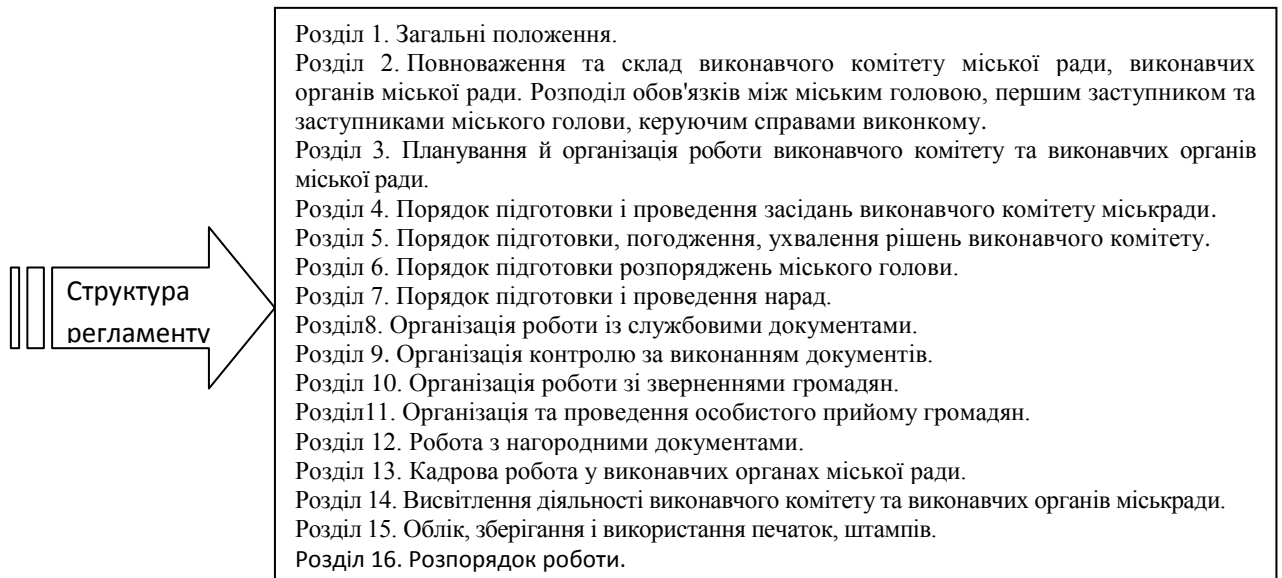 Структура
регламенту
Розділ 1. Загальні положення.
Розділ 2. Повноваження та склад виконавчого комітету міської ради, виконавчих
органів міської ради. Розподіл обов'язків між міським головою, першим заступником та
заступниками міського голови, керуючим справами виконкому.
Розділ 3. Планування й організація роботи виконавчого комітету та виконавчих органів
міської ради.
Розділ 4. Порядок підготовки і проведення засідань виконавчого комітету міськради.
Розділ 5. Порядок підготовки, погодження, ухвалення рішень виконавчого комітету.
Розділ 6. Порядок підготовки розпоряджень міського голови.
Розділ 7. Порядок підготовки і проведення нарад.
Розділ8. Організація роботи із службовими документами.
Розділ 9. Організація контролю за виконанням документів.
Розділ 10. Організація роботи зі зверненнями громадян.
Розділ11. Організація та проведення особистого прийому громадян.
Розділ 12. Робота з нагородними документами.
Розділ 13. Кадрова робота у виконавчих органах міської ради.
Розділ 14. Висвітлення діяльності виконавчого комітету та виконавчих органів міськради.
Розділ 15. Облік, зберігання і використання печаток, штампів.
Розділ 16. Розпорядок роботи.